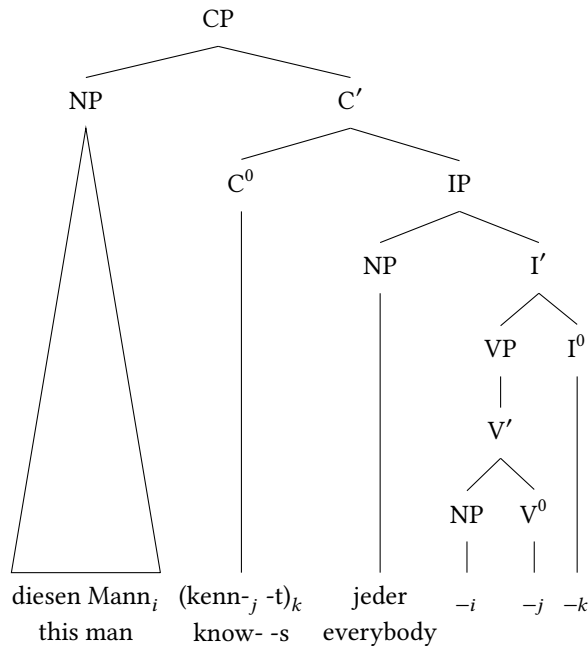 CP
NP C′
C⁰ IP
NP I′
VP I⁰
V′
NP V⁰
diesen Mannᵢ (kenn-ⱼ -t)ₖ jeder −ᵢ −ⱼ −ₖ
this man know- -s everybody